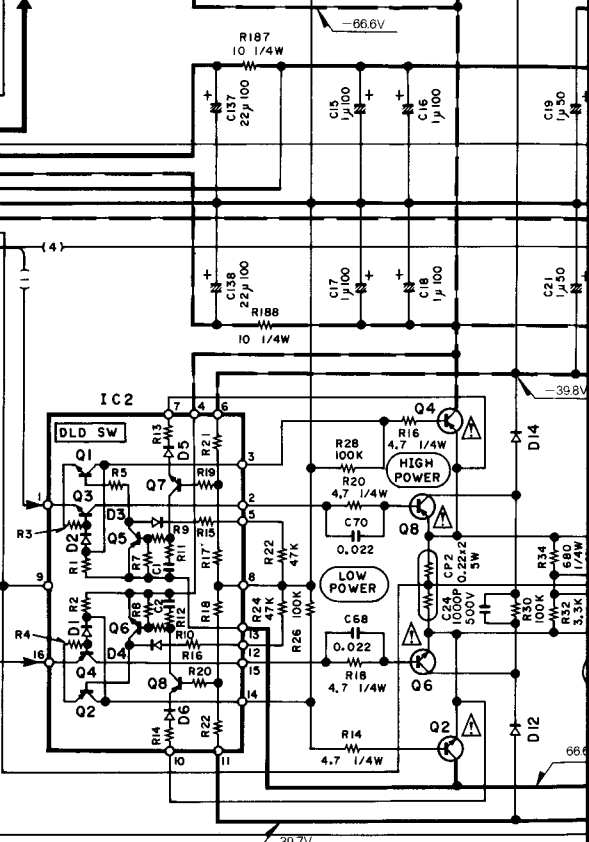 −66.6V
R187
10 1/4W
C137
22µ100
C15
1µ100
C16
1µ100
C19
1µ50
(4)
C138
22µ100
C17
1µ100
C18
1µ100
C21
1µ50
R188
10 1/4W
−39.8V
IC2
7 4 6
DLD SW
R13
D5
R21
Q4
R16
4.7 1/4W
D14
R28
100K
HIGH
POWER
Q1
R5
Q7
R19
3
R20
4.7 1/4W
1
Q3
D3
2
5
Q8
R3
D2
Q5
R9
R15
C70
0.022
R1
R7
C1
R11
R17
R22
47K
CP2
0.22x2
5W
R34
680
1/4W
9
8
LOW
POWER
R2
R8
C2
R12
R18
R24
47K
R26
100K
C24
1000P
500V
R30
100K
R32
3.3K
D1
Q6
R4
D4
R10
R16
13
12
C68
0.022
16
Q4
15
R18
4.7 1/4W
Q6
Q8
R20
Q2
14
D6
R14
R22
R14
4.7 1/4W
Q2
D12
10
11
66.6
39.7V